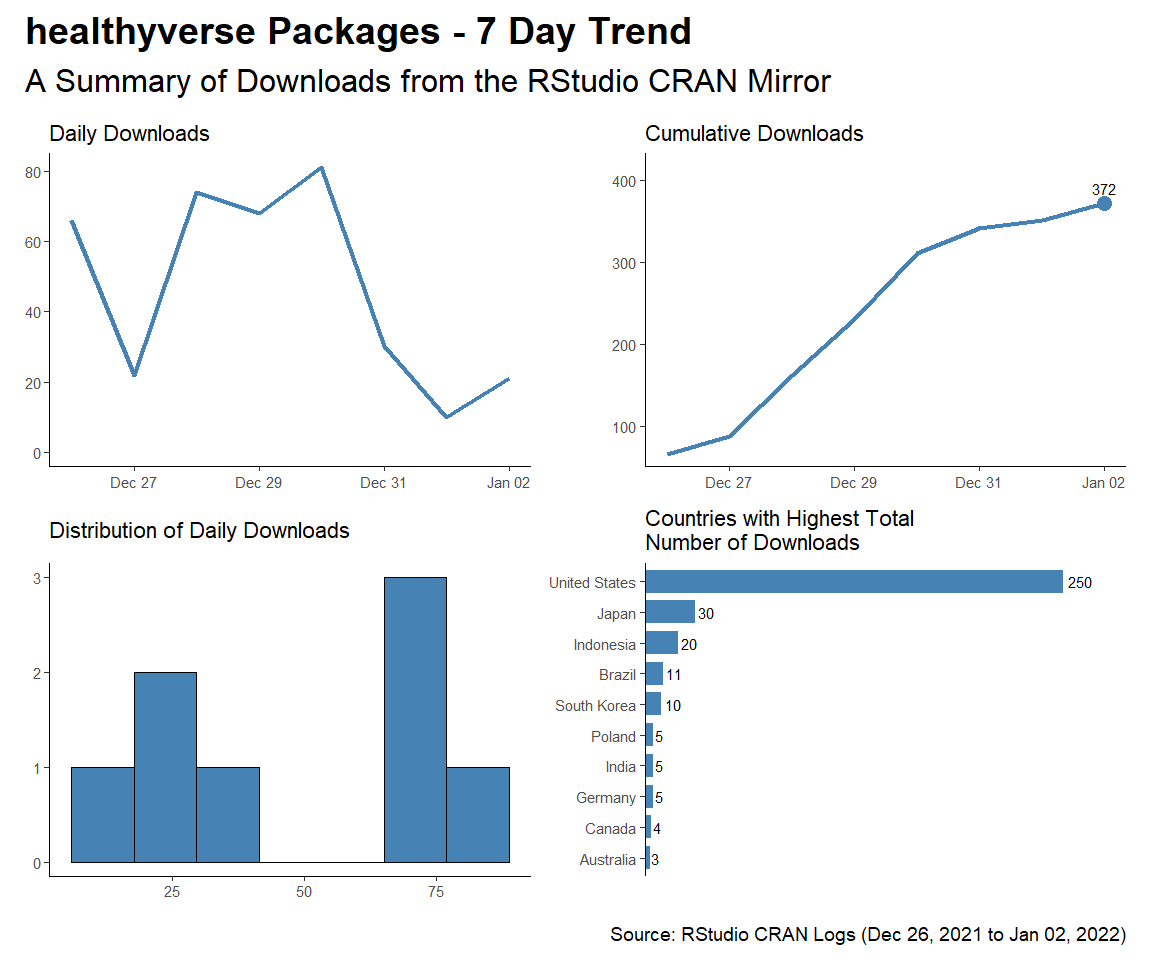 healthyverse Packages - 7 Day Trend
A Summary of Downloads from the RStudio CRAN Mirror
Daily Downloads
80
60
40
20
0
Dec 27
Dec 29
Dec 31
Jan 02
Cumulative Downloads
400
300
200
100
372
Dec 27
Dec 29
Dec 31
Jan 02
Distribution of Daily Downloads
3
2
1
0
25
50
75
Countries with Highest Total
Number of Downloads
United States 250
Japan 30
Indonesia 20
Brazil 11
South Korea 10
Poland 5
India 5
Germany 5
Canada 4
Australia 3
Source: RStudio CRAN Logs (Dec 26, 2021 to Jan 02, 2022)